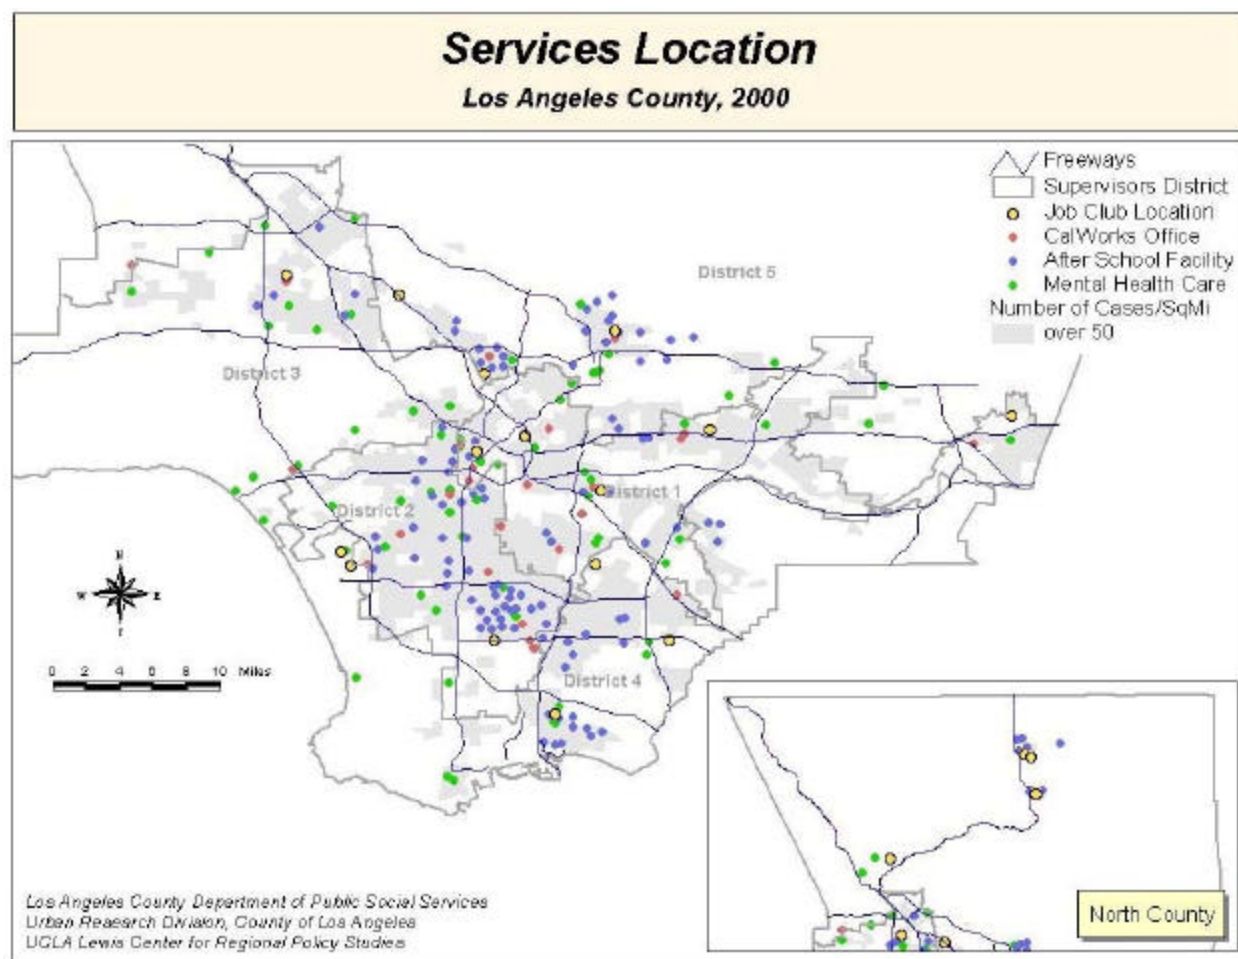 Services Location
Los Angeles County, 2000
Freeways
Supervisors District
Job Club Location
CalWorks Office
After School Facility
Mental Health Care
Number of Cases/SqMi
over 50
District 5
District 3
District 1
District 2
District 4
N
W E
0 2 4 6 8 10 Miles
North County
Los Angeles County Department of Public Social Services
Urban Research Division, County of Los Angeles
UCLA Lewis Center for Regional Policy Studies